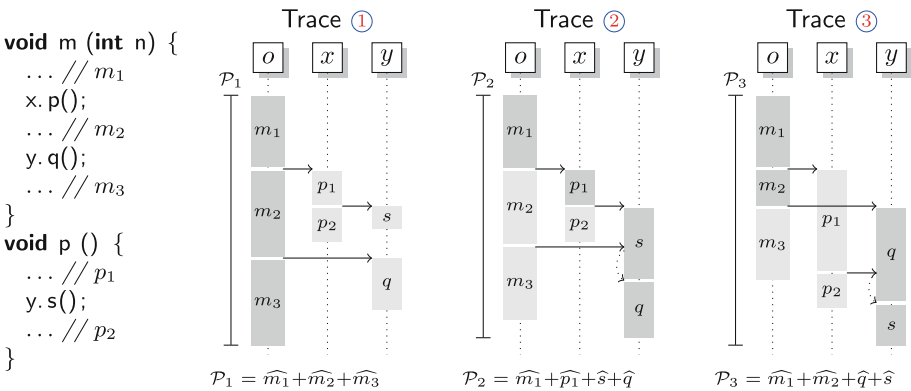 void m (int n) {
... // m₁
x.p();
... // m₂
y.q();
... // m₃
}
void p () {
... // p₁
y.s();
... // p₂
}
Trace ①
o x y
𝒫₁
m₁
p₁
m₂
p₂
s
q
m₃
𝒫₁ = m̂₁+m̂₂+m̂₃
Trace ②
o x y
𝒫₂
m₁
p₁
m₂
p₂
s
m₃
q
𝒫₂ = m̂₁+p̂₁+ŝ+q̂
Trace ③
o x y
𝒫₃
m₁
m₂
p₁
m₃
q
p₂
s
𝒫₃ = m̂₁+m̂₂+q̂+ŝ